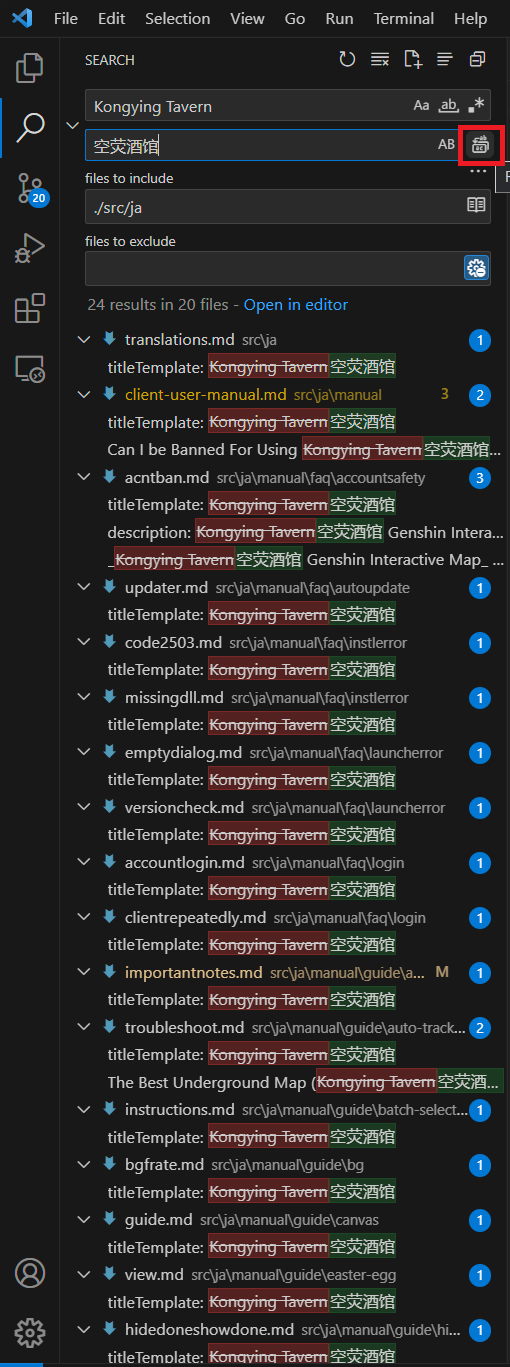 File Edit Selection View Go Run Terminal Help
SEARCH
Kongying Tavern Aa ab .*
空荧酒馆 AB
files to include
./src/ja
20
files to exclude
24 results in 20 files - Open in editor
translations.md src\ja 1
titleTemplate: Kongying Tavern空荧酒馆
client-user-manual.md src\ja\manual 3 2
titleTemplate: Kongying Tavern空荧酒馆
Can I be Banned For Using Kongying Tavern空荧酒馆...
acntban.md src\ja\manual\faq\accountsafety 3
titleTemplate: Kongying Tavern空荧酒馆
description: Kongying Tavern空荧酒馆 Genshin Intera...
_Kongying Tavern空荧酒馆 Genshin Interactive Map_ ...
updater.md src\ja\manual\faq\autoupdate 1
titleTemplate: Kongying Tavern空荧酒馆
code2503.md src\ja\manual\faq\instlerror 1
titleTemplate: Kongying Tavern空荧酒馆
missingdll.md src\ja\manual\faq\instlerror 1
titleTemplate: Kongying Tavern空荧酒馆
emptydialog.md src\ja\manual\faq\launcherror 1
titleTemplate: Kongying Tavern空荧酒馆
versioncheck.md src\ja\manual\faq\launcherror 1
titleTemplate: Kongying Tavern空荧酒馆
accountlogin.md src\ja\manual\faq\login 1
titleTemplate: Kongying Tavern空荧酒馆
clientrepeatedly.md src\ja\manual\faq\login 1
titleTemplate: Kongying Tavern空荧酒馆
importantnotes.md src\ja\manual\guide\a... M 1
titleTemplate: Kongying Tavern空荧酒馆
troubleshoot.md src\ja\manual\guide\auto-track... 2
titleTemplate: Kongying Tavern空荧酒馆
The Best Underground Map (Kongying Tavern空荧酒...
instructions.md src\ja\manual\guide\batch-select... 1
titleTemplate: Kongying Tavern空荧酒馆
bgfrate.md src\ja\manual\guide\bg 1
titleTemplate: Kongying Tavern空荧酒馆
guide.md src\ja\manual\guide\canvas 1
titleTemplate: Kongying Tavern空荧酒馆
view.md src\ja\manual\guide\easter-egg 1
titleTemplate: Kongying Tavern空荧酒馆
hidedoneshowdone.md src\ja\manual\guide\hi... 1
titleTemplate: Kongying Tavern空荧酒馆